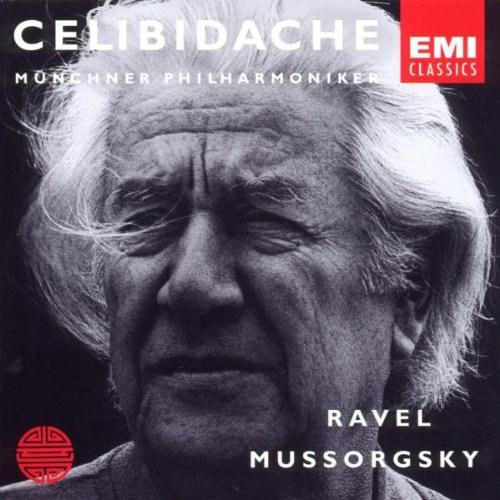 CELIBIDACHE
MÜNCHNER PHILHARMONIKER
EMI
CLASSICS
RAVEL
MUSSORGSKY